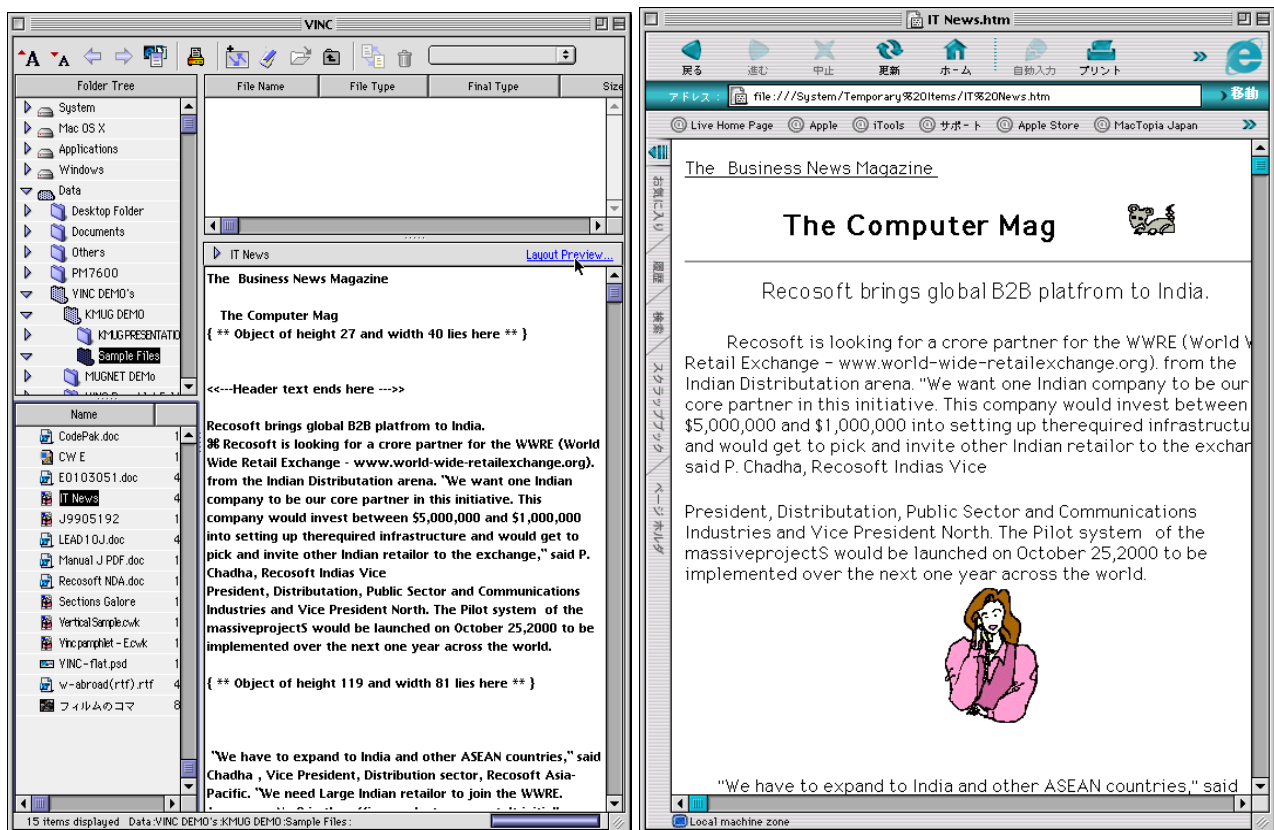 VINC
Folder Tree
System
Mac OS X
Applications
Windows
Data
Desktop Folder
Documents
Others
PM7600
VINC DEMO's
KMUG DEMO
KMUG PRESENTATIO
Sample Files
MUGNET DEMo
Name
CodePak.doc 1
CW E 1
E0103051.doc 4
IT News 4
J9905192 1
LEAD10J.doc 4
Manual J PDF.doc 1
Recosoft NDA.doc 1
Sections Galore 1
Vertical Sample.cwk 1
Vinc pamphlet - E.cwk 1
VINC-flat.psd 1
w-abroad(rtf).rtf 4
フィルムのコマ 8
File Name File Type Final Type Size
IT News Layout Preview...
The Business News Magazine
The Computer Mag
{ ** Object of height 27 and width 40 lies here ** }
<<---Header text ends here --->>
Recosoft brings global B2B platfrom to India.
⌘ Recosoft is looking for a crore partner for the WWRE (World
Wide Retail Exchange - www.world-wide-retailexchange.org).
from the Indian Distributation arena. "We want one Indian
company to be our core partner in this initiative. This
company would invest between $5,000,000 and $1,000,000
into setting up therequired infrastructure and would get to
pick and invite other Indian retailor to the exchange," said P.
Chadha, Recosoft Indias Vice
President, Distributation, Public Sector and Communications
Industries and Vice President North. The Pilot system of the
massiveprojectS would be launched on October 25,2000 to be
implemented over the next one year across the world.
{ ** Object of height 119 and width 81 lies here ** }
"We have to expand to India and other ASEAN countries," said
Chadha , Vice President, Distribution sector, Recosoft Asia-
Pacific. "We need Large Indian retailor to join the WWRE.
15 items displayed Data:VINC DEMO's:KMUG DEMO:Sample Files:
IT News.htm
戻る 進む 中止 更新 ホーム 自動入力 プリント »
アドレス : file:///System/Temporary%20Items/IT%20News.htm 移動
Live Home Page Apple iTools サポート Apple Store MacTopia Japan »
お気に入り
履歴
検索
スクラップブック
ページ ホルダ
The Business News Magazine
The Computer Mag
Recosoft brings global B2B platfrom to India.
Recosoft is looking for a crore partner for the WWRE (World W
Retail Exchange - www.world-wide-retailexchange.org). from the
Indian Distributation arena. "We want one Indian company to be our
core partner in this initiative. This company would invest between
$5,000,000 and $1,000,000 into setting up therequired infrastructu
and would get to pick and invite other Indian retailor to the exchan
said P. Chadha, Recosoft Indias Vice
President, Distributation, Public Sector and Communications
Industries and Vice President North. The Pilot system of the
massiveprojectS would be launched on October 25,2000 to be
implemented over the next one year across the world.
"We have to expand to India and other ASEAN countries," said
Local machine zone